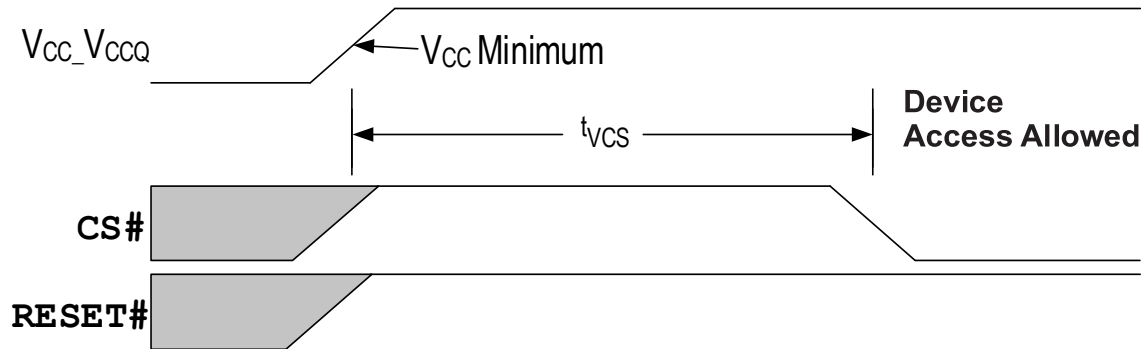 VCC_VCCQ
VCC Minimum
tVCS
Device
Access Allowed
CS#
RESET#